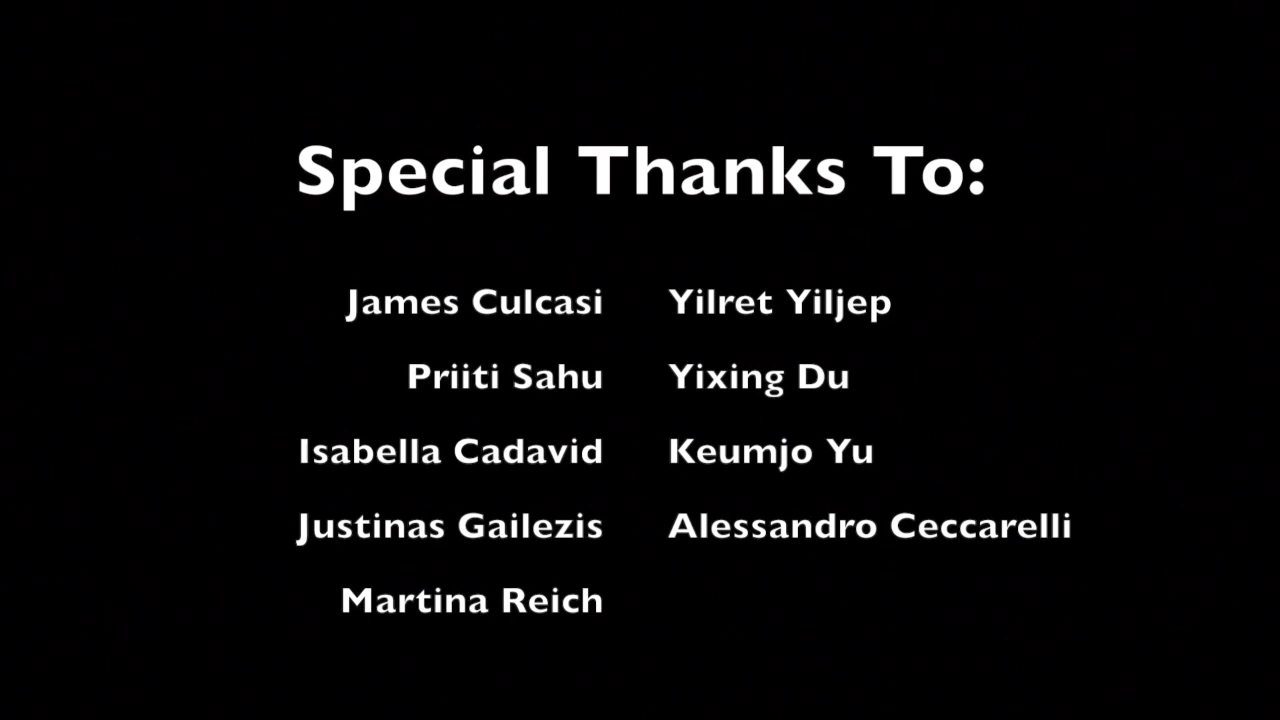 Special Thanks To:
James Culcasi Yilret Yiljep
Priiti Sahu Yixing Du
Isabella Cadavid Keumjo Yu
Justinas Gailezis Alessandro Ceccarelli
Martina Reich